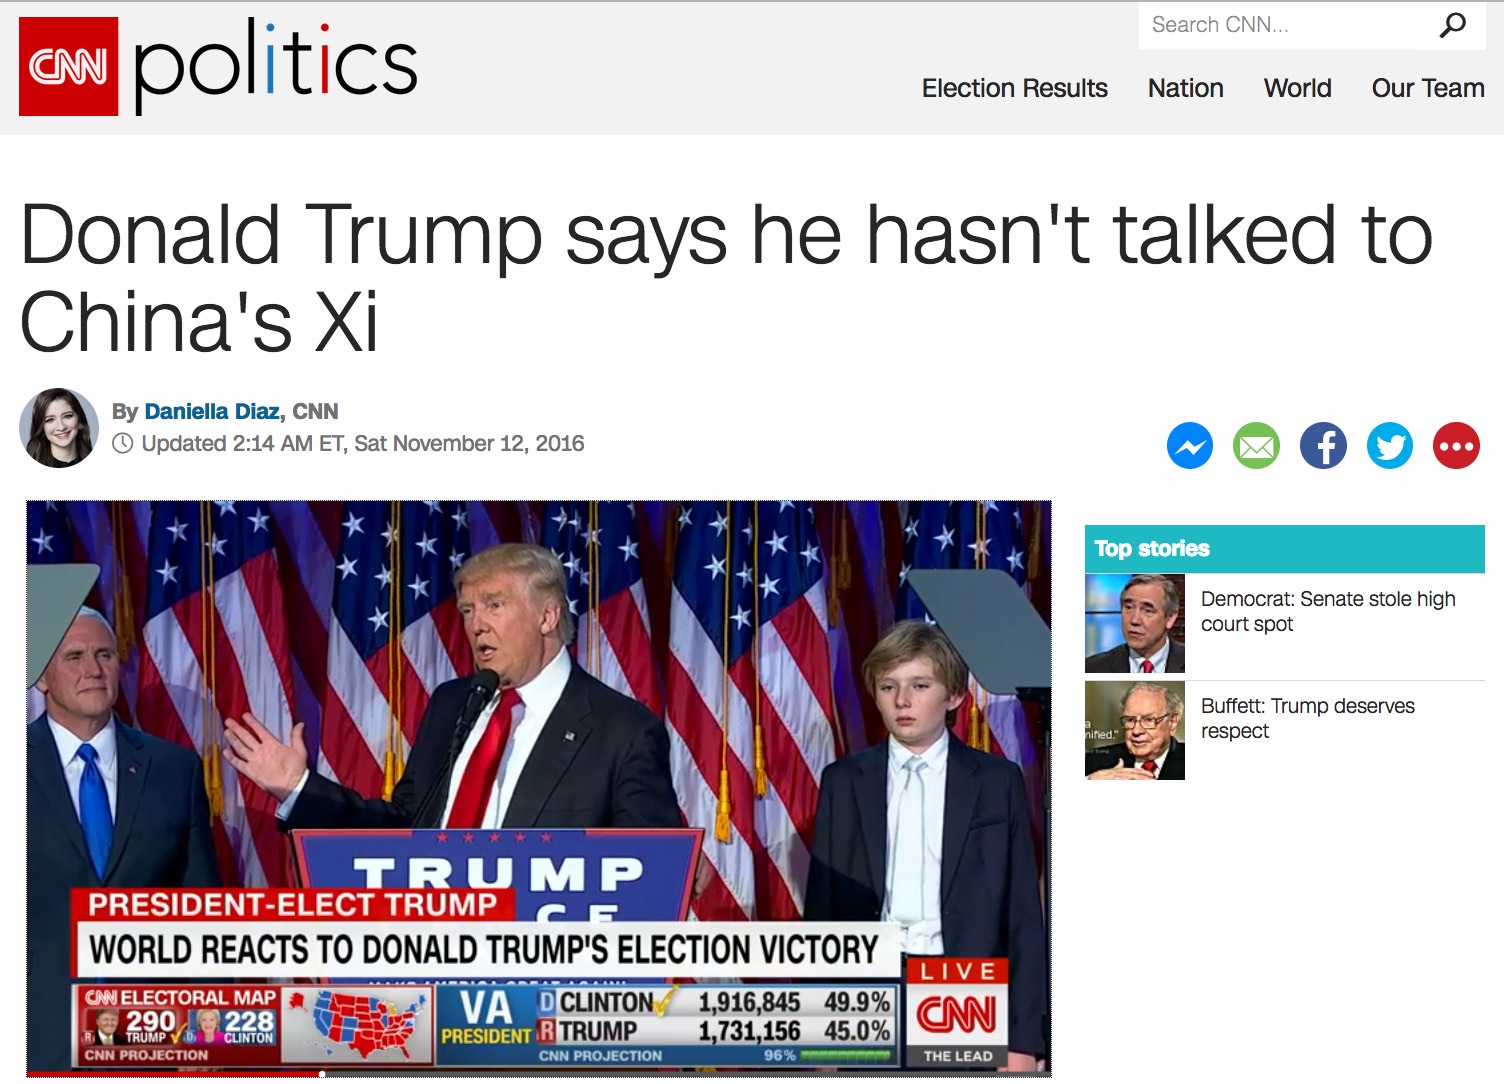 CNN politics
Search CNN...
Election Results Nation World Our Team
Donald Trump says he hasn't talked to
China's Xi
By Daniella Diaz, CNN
Updated 2:14 AM ET, Sat November 12, 2016
Top stories
Democrat: Senate stole high
court spot
Buffett: Trump deserves
respect
TRUMP
PRESIDENT-ELECT TRUMP
WORLD REACTS TO DONALD TRUMP'S ELECTION VICTORY
LIVE
CNN
THE LEAD
CNN ELECTORAL MAP
R 290 TRUMP D 228 CLINTON
CNN PROJECTION
VA
PRESIDENT
D CLINTON 1,916,845 49.9%
R TRUMP 1,731,156 45.0%
CNN PROJECTION 96%